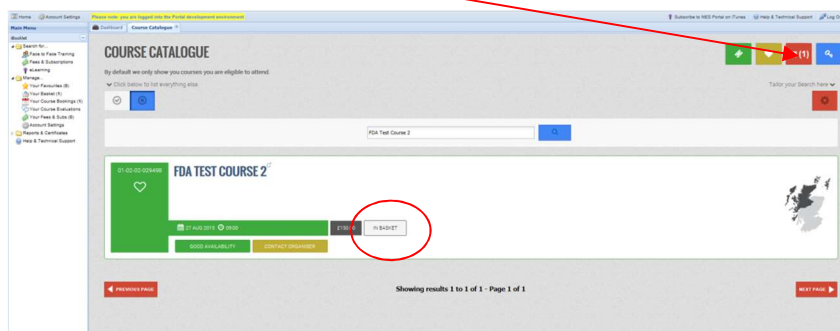 Home Account Settings Please note: you are logged into the Portal development environment Subscribe to NES Portal on iTunes Help & Technical Support Log O
Main Menu
Dashboard Course Catalogue
Booklet
Search for...
Face to Face Training
Fees & Subscriptions
eLearning
Manage...
Your Favourites (8)
Your Basket (1)
Your Course Bookings (1)
Your Course Evaluations
Your Fees & Subs (8)
Account Settings
Reports & Certificates
Help & Technical Support
COURSE CATALOGUE
(1)
By default we only show you courses you are eligible to attend.
Click below to list everything else
Tailor your Search here
FDA Test Course 2
FDA TEST COURSE 2
27 AUG 2015 09:00
IN BASKET
GOOD AVAILABILITY CONTACT ORGANISER
PREVIOUS PAGE
Showing results 1 to 1 of 1 - Page 1 of 1
NEXT PAGE